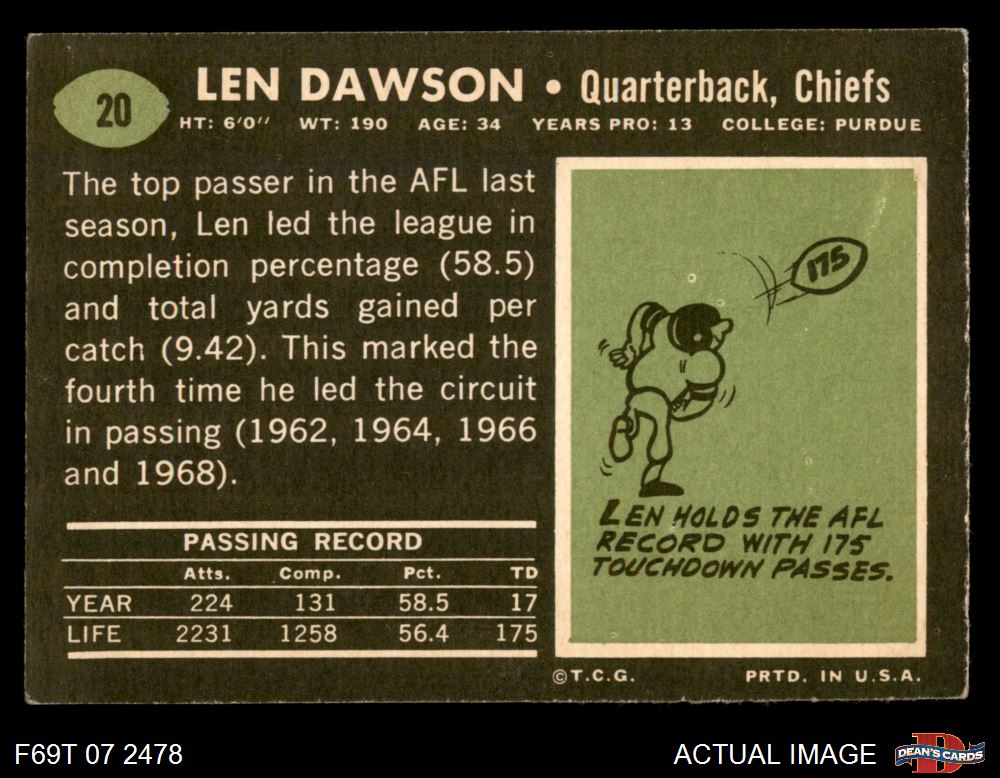 20
LEN DAWSON • Quarterback, Chiefs
HT: 6'0" WT: 190 AGE: 34 YEARS PRO: 13 COLLEGE: PURDUE
The top passer in the AFL last
season, Len led the league in
completion percentage (58.5)
and total yards gained per
catch (9.42). This marked the
fourth time he led the circuit
in passing (1962, 1964, 1966
and 1968).
PASSING RECORD
Atts. Comp. Pct. TD
YEAR 224 131 58.5 17
LIFE 2231 1258 56.4 175
175
LEN HOLDS THE AFL
RECORD WITH 175
TOUCHDOWN PASSES.
©T.C.G. PRTD. IN U.S.A.
F69T 07 2478
ACTUAL IMAGE
D
DEAN'S CARDS